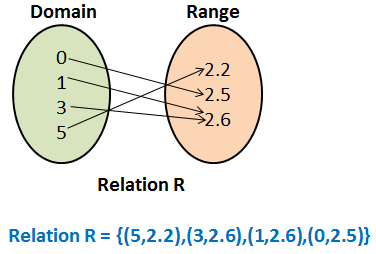 Domain Range
0
1
3
5
2.2
2.5
2.6
Relation R
Relation R = {(5,2.2),(3,2.6),(1,2.6),(0,2.5)}